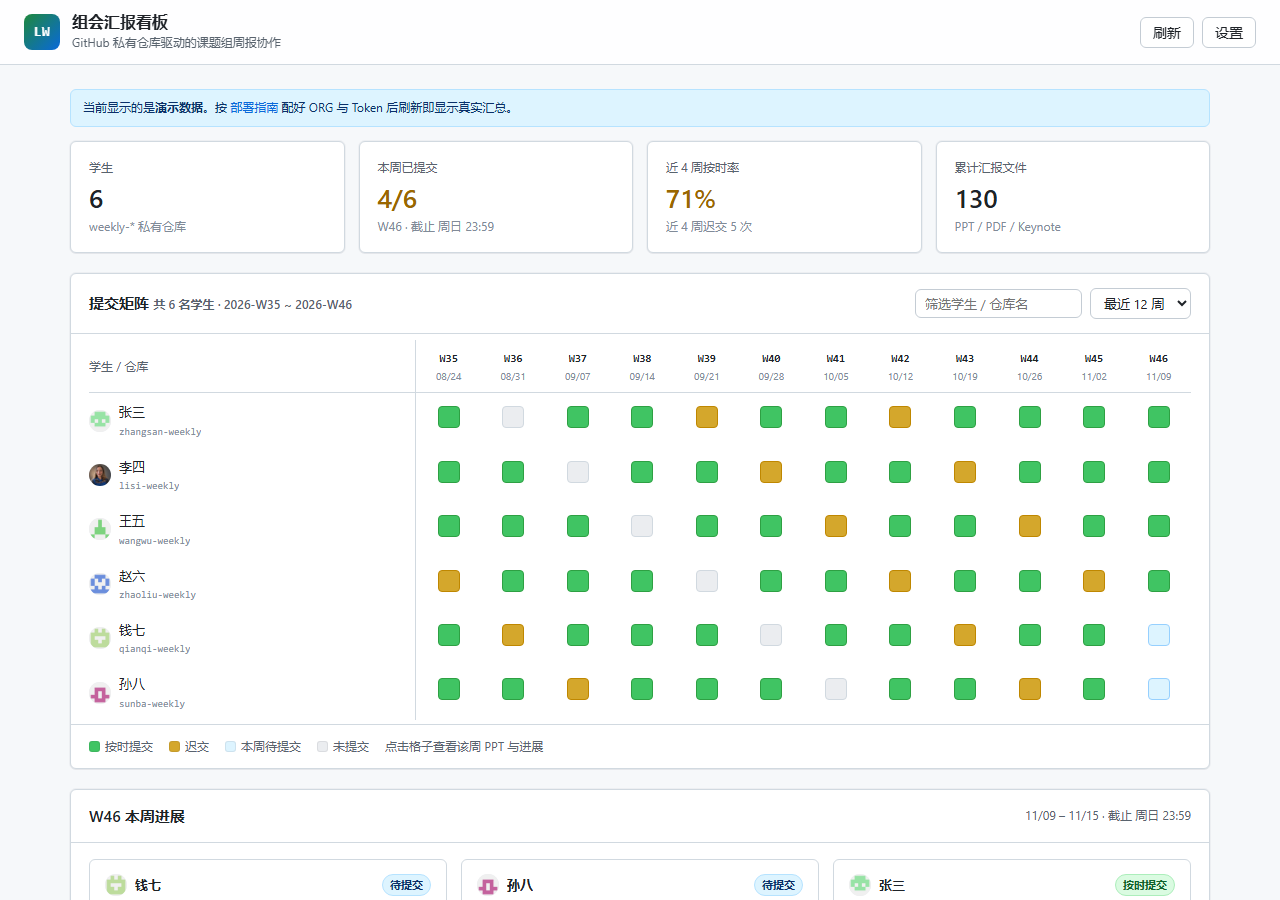 LW
组会汇报看板
GitHub 私有仓库驱动的课题组周报协作
刷新
设置
当前显示的是演示数据。按 部署指南 配好 ORG 与 Token 后刷新即显示真实汇总。
学生
6
weekly-* 私有仓库
本周已提交
4/6
W46 · 截止 周日 23:59
近 4 周按时率
71%
近 4 周迟交 5 次
累计汇报文件
130
PPT / PDF / Keynote
提交矩阵 共 6 名学生 · 2026-W35 ~ 2026-W46
筛选学生 / 仓库名
最近 12 周
学生 / 仓库
W35 W36 W37 W38 W39 W40 W41 W42 W43 W44 W45 W46
08/24 08/31 09/07 09/14 09/21 09/28 10/05 10/12 10/19 10/26 11/02 11/09
张三
zhangsan-weekly
李四
lisi-weekly
王五
wangwu-weekly
赵六
zhaoliu-weekly
钱七
qianqi-weekly
孙八
sunba-weekly
按时提交 迟交 本周待提交 未提交 点击格子查看该周 PPT 与进展
W46 本周进展
11/09 – 11/15 · 截止 周日 23:59
钱七 待提交
孙八 待提交
张三 按时提交